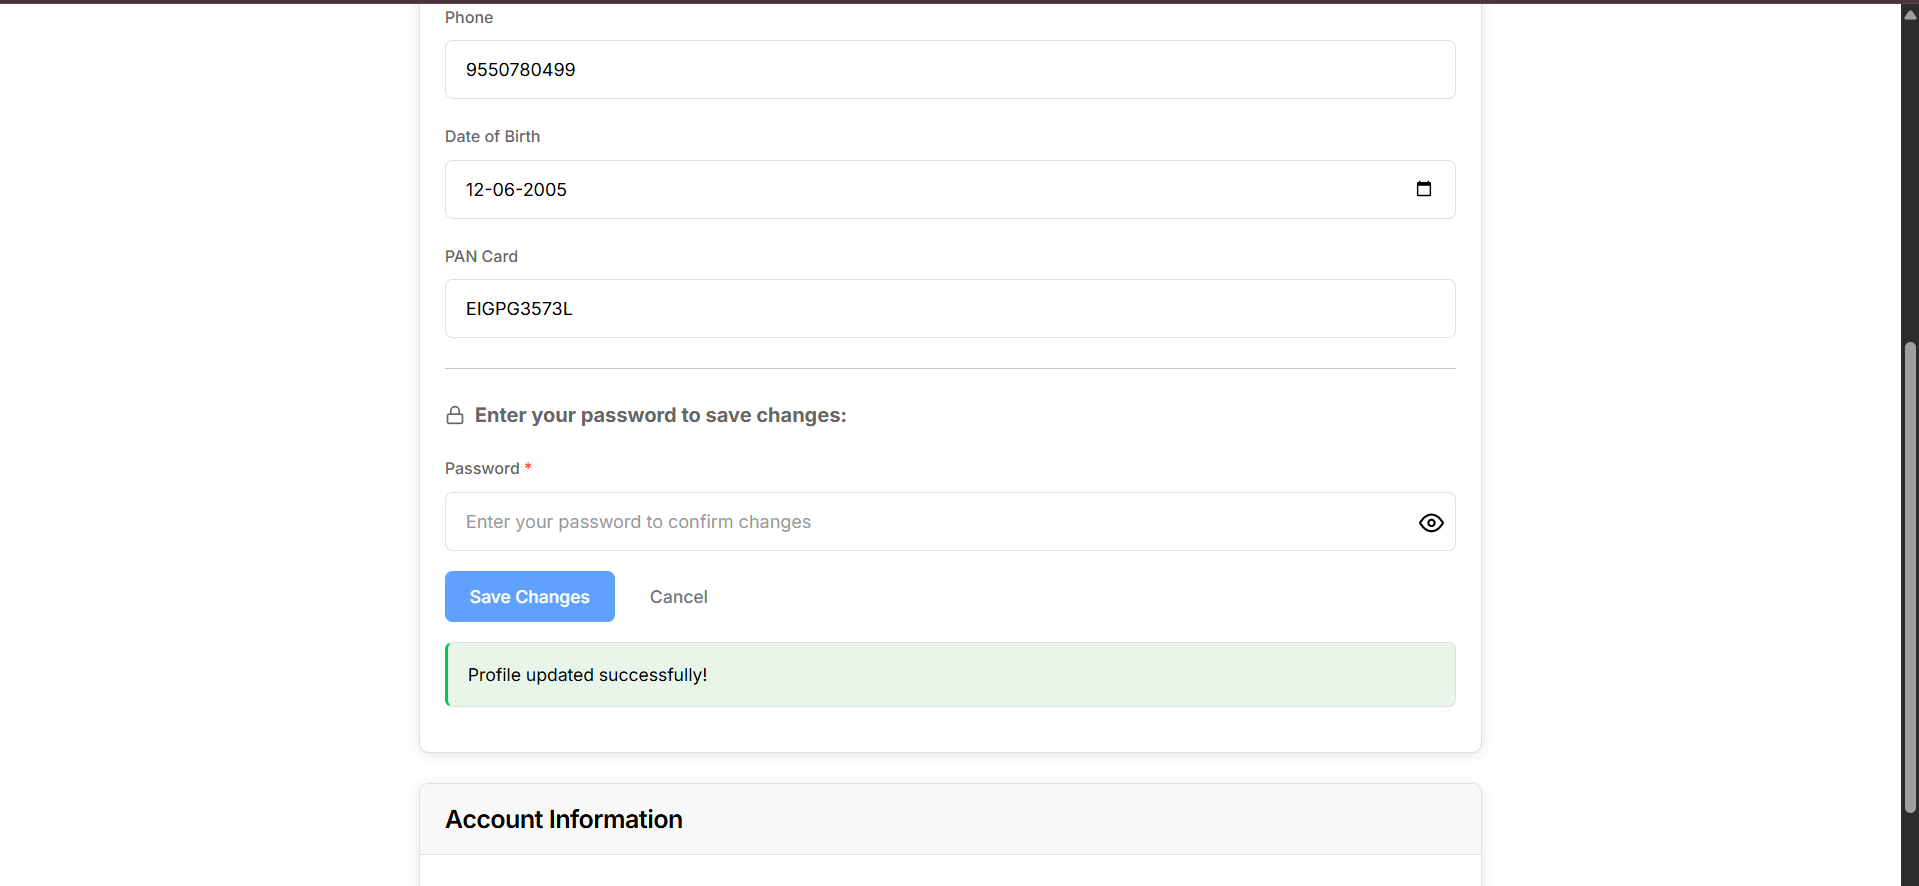 Phone
9550780499
Date of Birth
12-06-2005
PAN Card
EIGPG3573L
Enter your password to save changes:
Password *
Enter your password to confirm changes
Save Changes Cancel
Profile updated successfully!
Account Information